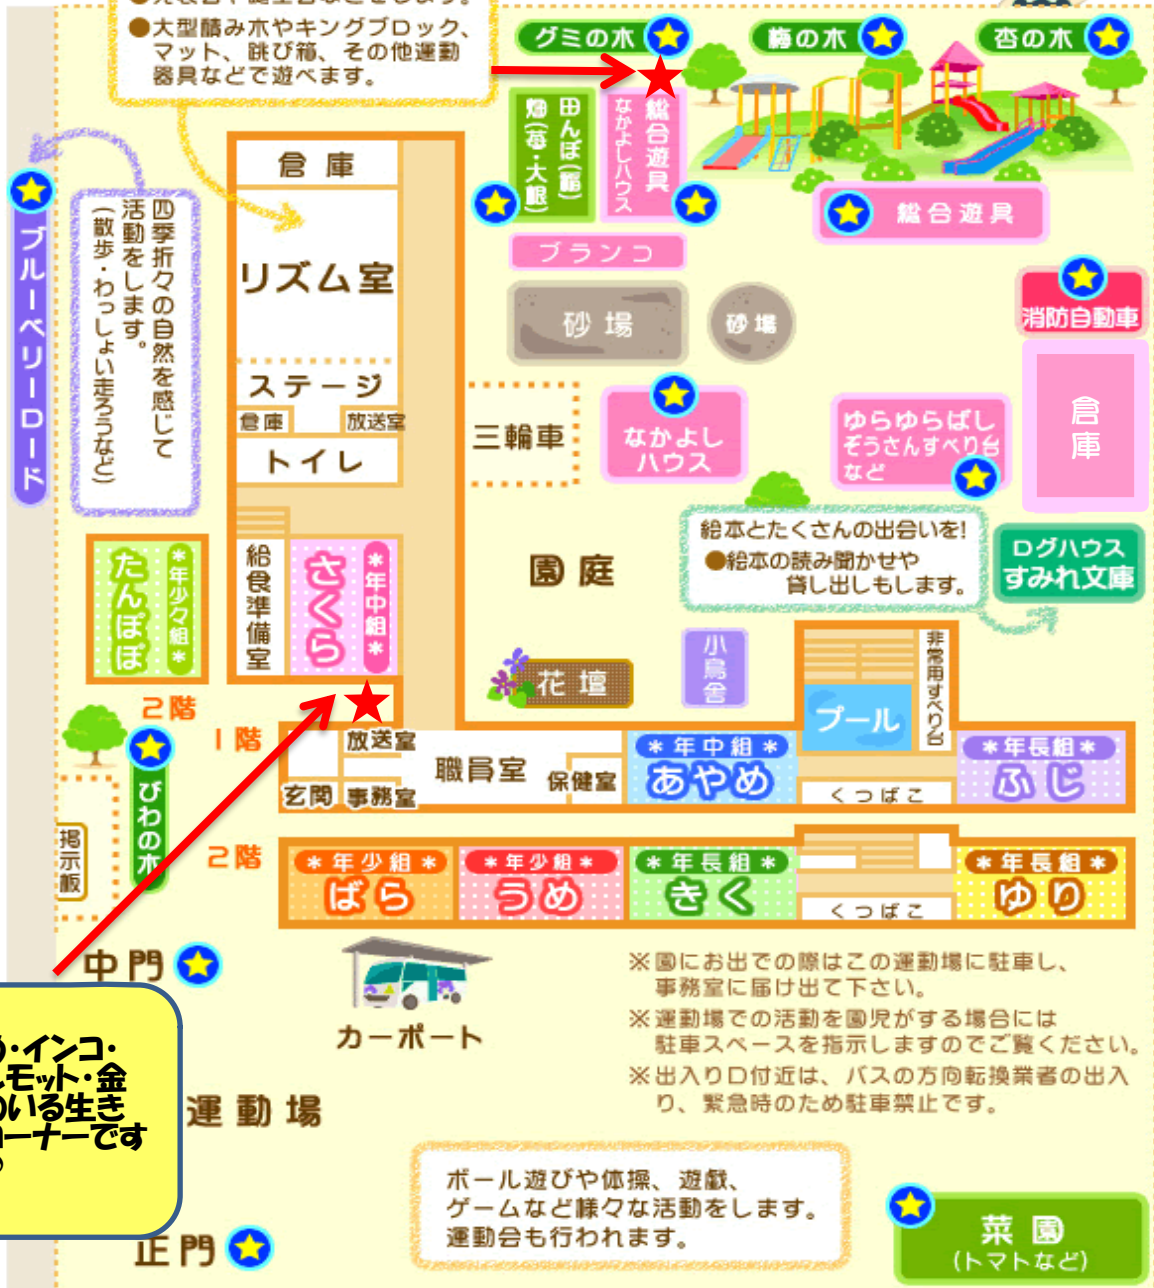 ●大型積み木やキングブロック、
マット、跳び箱、その他運動
器具などで遊べます。
グミの木
梅の木
杏の木
畑(苺・大根)
田んぼ(稲)
総合遊具
なかよしハウス
総合遊具
ブランコ
砂場
砂場
消防自動車
倉庫
ブルーベリーロード
四季折々の自然を感じて
活動をします。
(散歩・わっしょい走ろうなど)
倉庫
リズム室
ステージ
倉庫
放送室
トイレ
三輪車
なかよし
ハウス
ゆらゆらばし
ぞうさんすべり台
など
絵本とたくさんの出会いを!
●絵本の読み聞かせや
貸し出しもします。
ログハウス
すみれ文庫
園庭
*年少々組*
たんぽぽ
給食準備室
*年中組*
さくら
花壇
小鳥舎
プール
非常用すべり台
2階
1階
放送室
職員室
保健室
玄関
事務室
*年中組*
あやめ
くつばこ
*年長組*
ふじ
びわの木
掲示板
2階
*年少組*
ばら
*年少組*
うめ
*年長組*
きく
くつばこ
*年長組*
ゆり
中門
カーポート
※園にお出での際はこの運動場に駐車し、
事務室に届け出て下さい。
※運動場での活動を園児がする場合には
駐車スペースを指示しますのでご覧ください。
※出入り口付近は、バスの方向転換業者の出入
り、緊急時のため駐車禁止です。
・インコ・
モット・金
のいる生き
コーナーです
運動場
ボール遊びや体操、遊戯、
ゲームなど様々な活動をします。
運動会も行われます。
正門
菜園
(トマトなど)